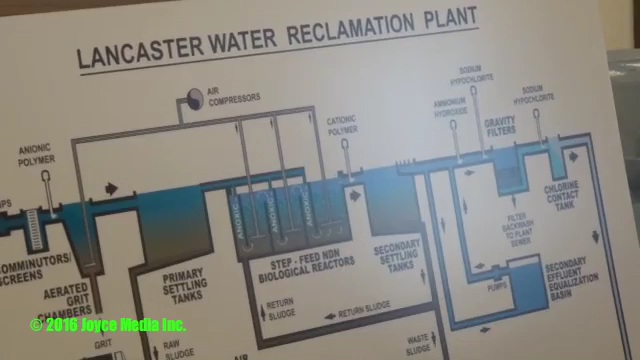 LANCASTER WATER RECLAMATION PLANT
AIR
COMPRESSORS
SODIUM
HYPOCHLORITE
SODIUM
HYPOCHLORITE
AMMONIUM
HYDROXIDE
CATIONIC
POLYMER
ANIONIC
POLYMER
GRAVITY
FILTERS
CHLORINE
CONTACT
TANK
ANOXIC
ANOXIC
ANOXIC
FILTER
BACKWASH
TO PLANT
SEWER
PRIMARY
SETTLING
TANKS
STEP - FEED NDN
BIOLOGICAL REACTORS
SECONDARY
SETTLING
TANKS
SECONDARY
EFFLUENT
EQUALIZATION
BASIN
PUMPS
AERATED
GRIT
CHAMBERS
RETURN
SLUDGE
RETURN SLUDGE
GRIT
RAW
SLUDGE
AIR
WASTE
SLUDGE
© 2016 Joyce Media Inc.